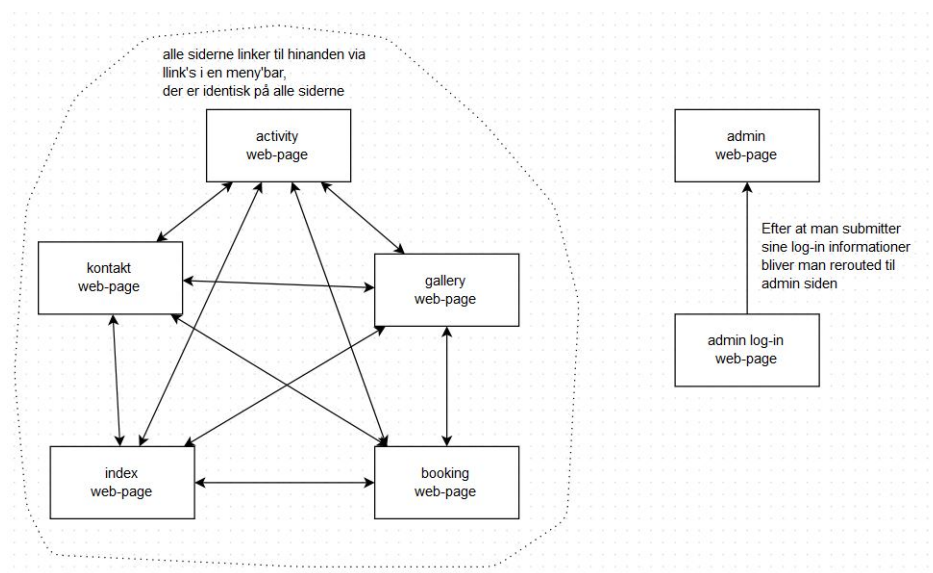 alle siderne linker til hinanden via
llink's i en meny'bar,
der er identisk på alle siderne
activity
web-page
admin
web-page
Efter at man submitter
sine log-in informationer
bliver man rerouted til
admin siden
kontakt
web-page
gallery
web-page
admin log-in
web-page
index
web-page
booking
web-page